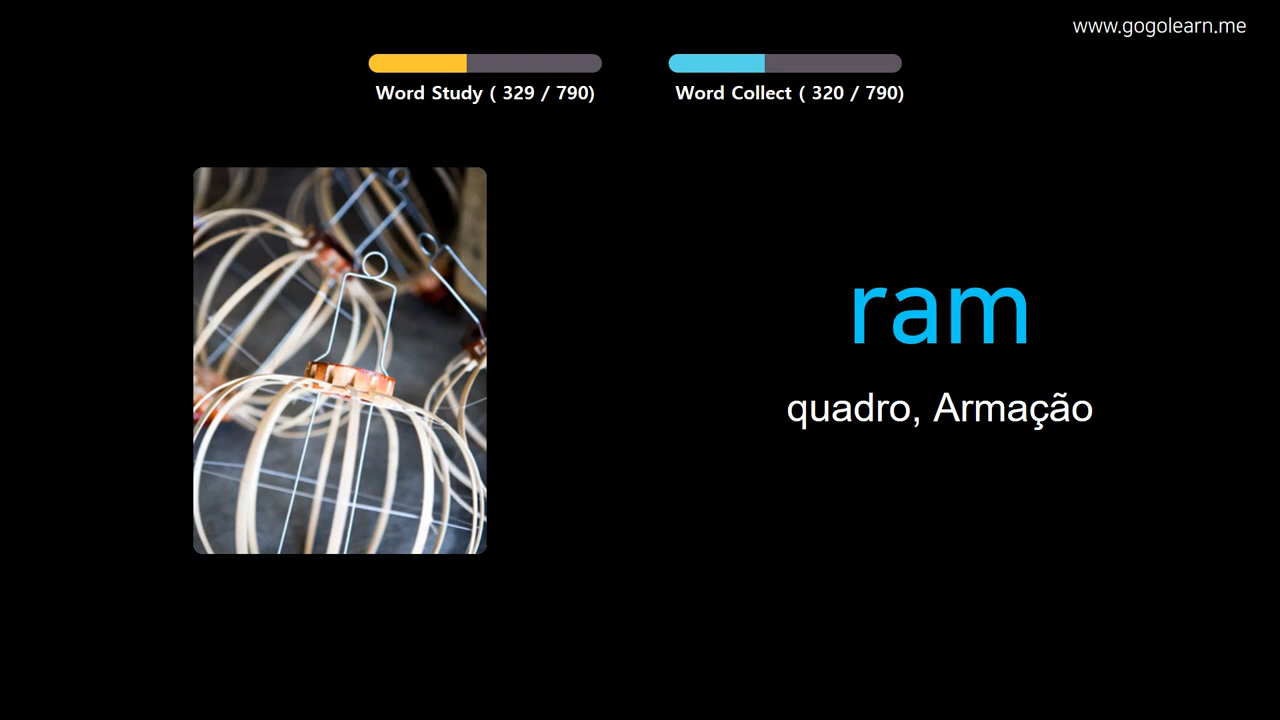 www.gogolearn.me
Word Study ( 329 / 790)
Word Collect ( 320 / 790)
ram
quadro, Armação